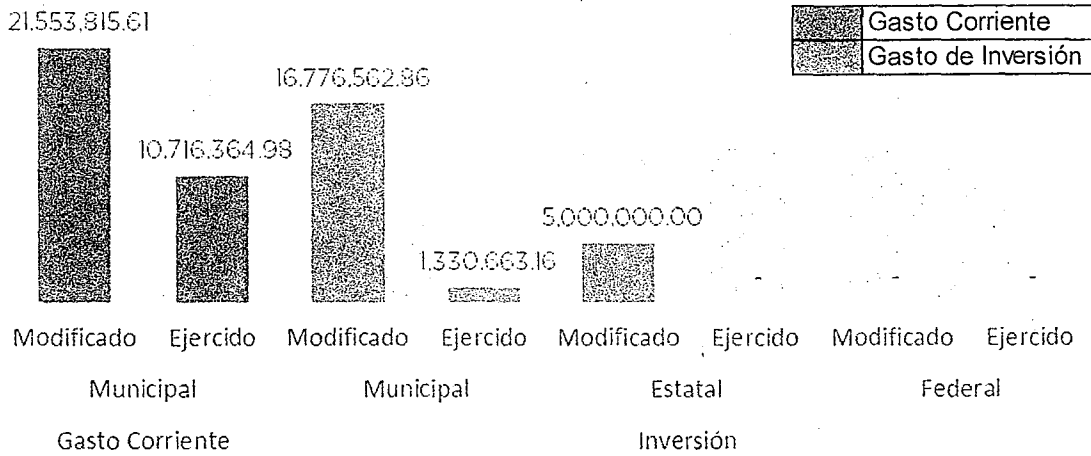 21,553,815.61
Gasto Corriente
Gasto de Inversión
16,776,562.86
10,716,364.98
5,000,000.00
1,330,663.16
- - -
Modificado Ejercido Modificado Ejercido Modificado Ejercido Modificado Ejercido
Municipal Municipal Estatal Federal
Gasto Corriente Inversión